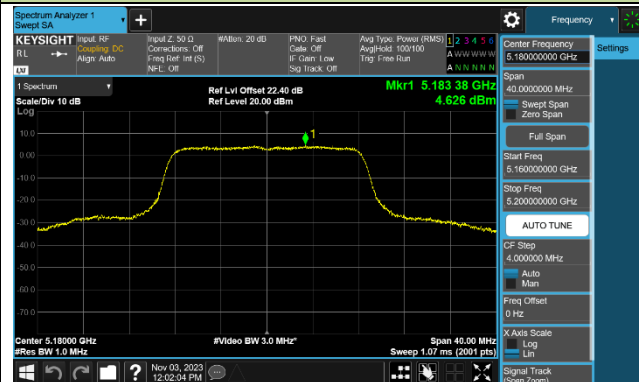 Spectrum Analyzer 1
Swept SA
Frequency
KEYSIGHT
RL
LXI
Input: RF
Coupling: DC
Align: Auto
Input Z: 50 Ω
Corrections: Off
Freq Ref: Int (S)
NFE: Off
#Atten: 20 dB
PNO: Fast
Gate: Off
IF Gain: Low
Sig Track: Off
Avg Type: Power (RMS)
Avg|Hold: 100/100
Trig: Free Run
1 2 3 4 5 6
A W W W W W
A N N N N N
Center Frequency
5.180000000 GHz
Settings
Span
40.0000000 MHz
Swept Span
Zero Span
Full Span
Start Freq
5.160000000 GHz
Stop Freq
5.200000000 GHz
AUTO TUNE
CF Step
4.000000 MHz
Auto
Man
Freq Offset
0 Hz
X Axis Scale
Log
Lin
Signal Track
(Span Zoom)
1 Spectrum
Scale/Div 10 dB
Log
Ref Lvl Offset 22.40 dB
Ref Level 20.00 dBm
Mkr1 5.183 38 GHz
4.626 dBm
1
10.0
0.00
-10.0
-20.0
-30.0
-40.0
-50.0
-60.0
-70.0
Center 5.18000 GHz
#Res BW 1.0 MHz
#Video BW 3.0 MHz*
Span 40.00 MHz
Sweep 1.07 ms (2001 pts)
Nov 03, 2023
12:02:04 PM